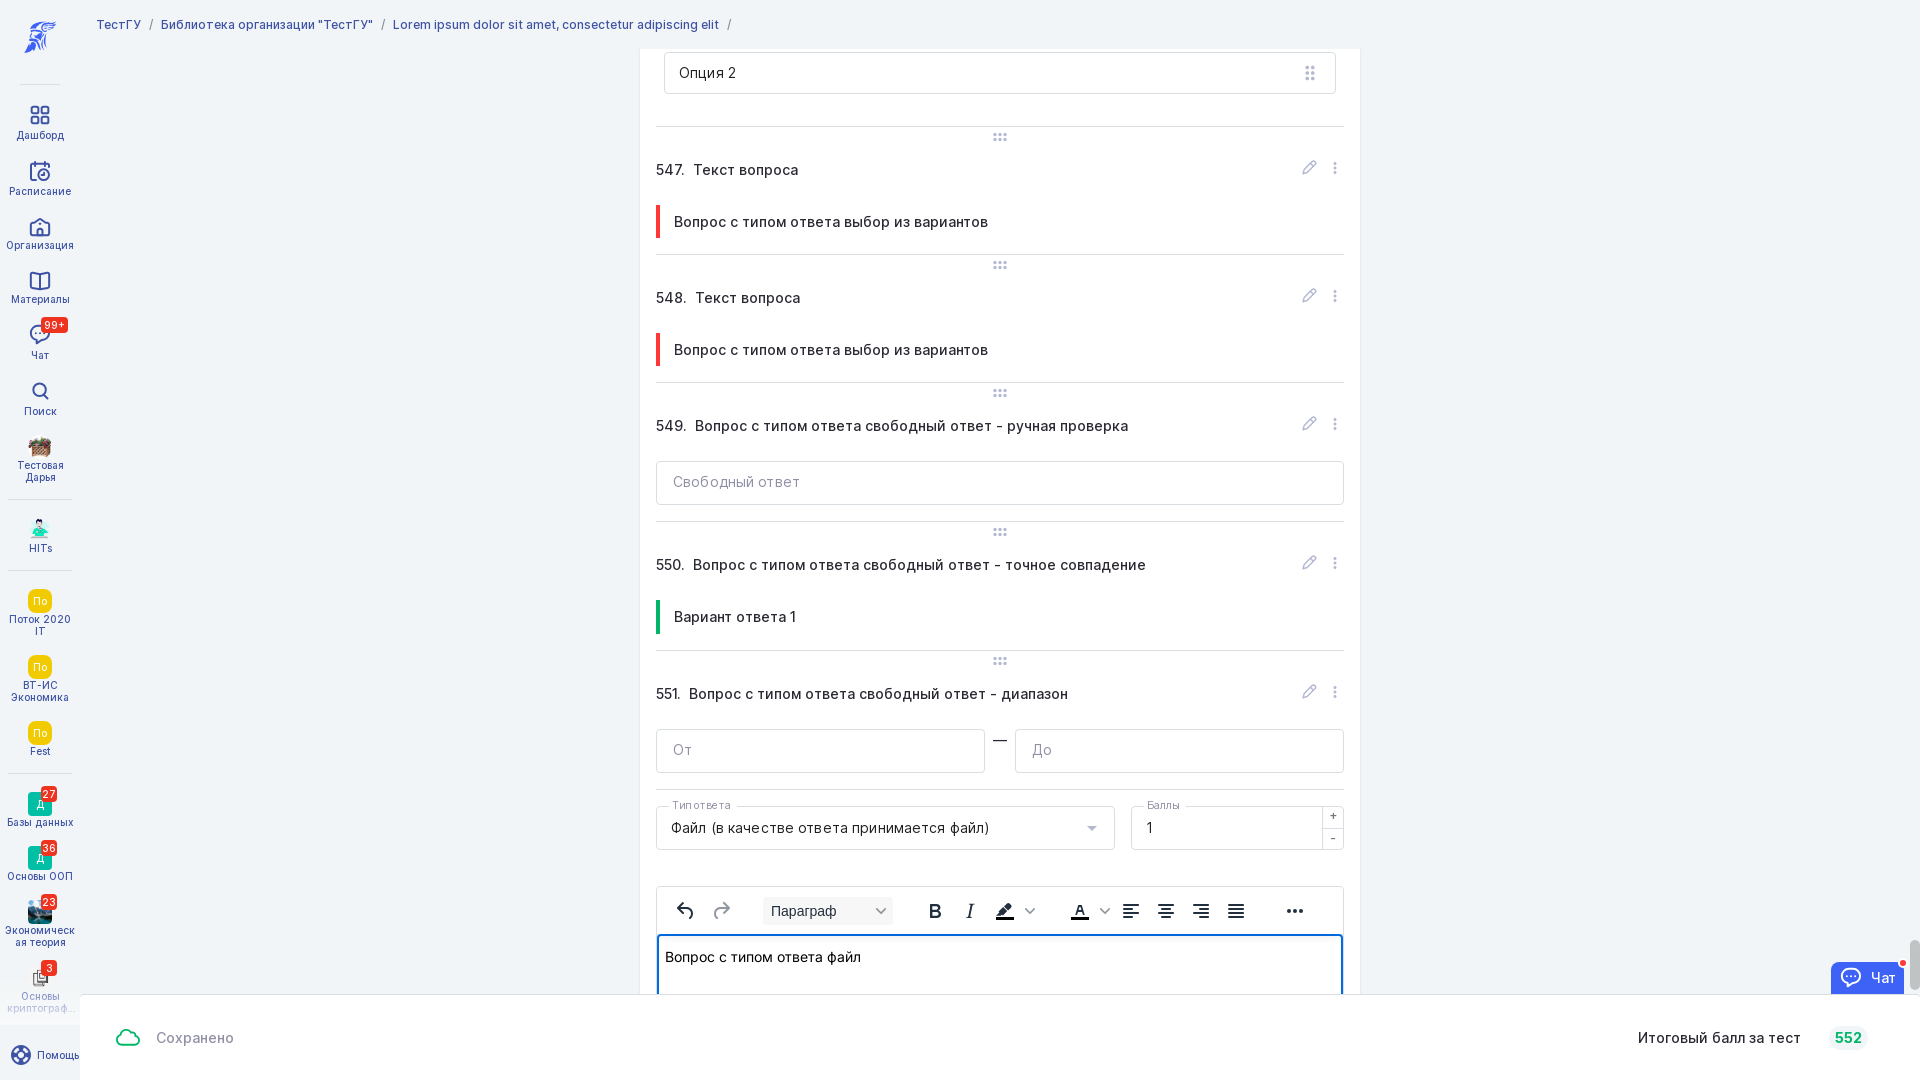 ТестГУ / Библиотека организации "ТестГУ" / Lorem ipsum dolor sit amet, consectetur adipiscing elit /
Дашборд
Расписание
Организация
Материалы
99+
Чат
Поиск
Тестовая
Дарья
HITs
По
Поток 2020
IT
По
ВТ-ИС
Экономика
По
Fest
27
Д
Базы данных
36
Д
Основы ООП
23
Экономическ
ая теория
3
Основы
криптограф...
Помощь
Опция 2
547. Текст вопроса
Вопрос с типом ответа выбор из вариантов
548. Текст вопроса
Вопрос с типом ответа выбор из вариантов
549. Вопрос с типом ответа свободный ответ - ручная проверка
Свободный ответ
550. Вопрос с типом ответа свободный ответ - точное совпадение
Вариант ответа 1
551. Вопрос с типом ответа свободный ответ - диапазон
От — До
Тип ответа
Файл (в качестве ответа принимается файл)
Баллы
1
+
-
Параграф
B I A
Вопрос с типом ответа файл
Чат
Сохранено
Итоговый балл за тест 552